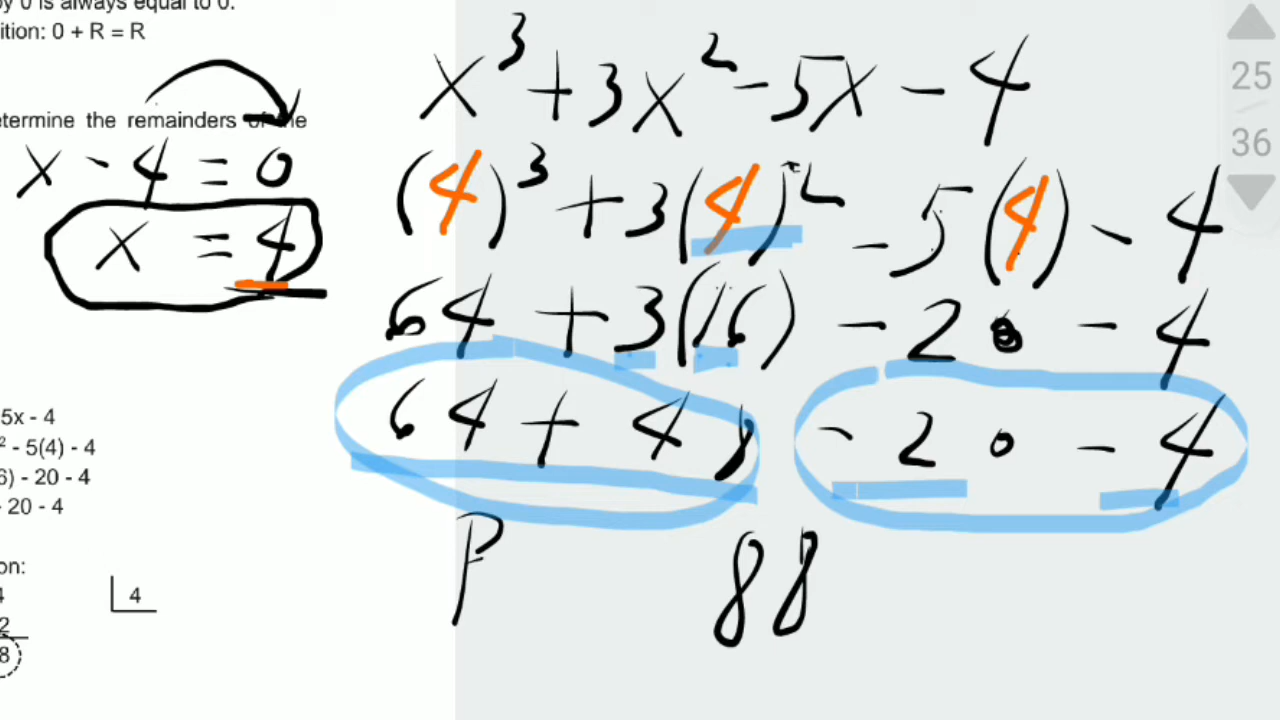 by 0 is always equal to 0.
ition: 0 + R = R
etermine the remainders of the
x - 4 = 0
x = 4
x³ + 3x² - 5x - 4
(4)³ + 3(4)² - 5(4) - 4
64 + 3(16) - 20 - 4
64 + 48 - 20 - 4
P 88
5x - 4
² - 5(4) - 4
6) - 20 - 4
- 20 - 4
on:
4
4
2
8
25
36